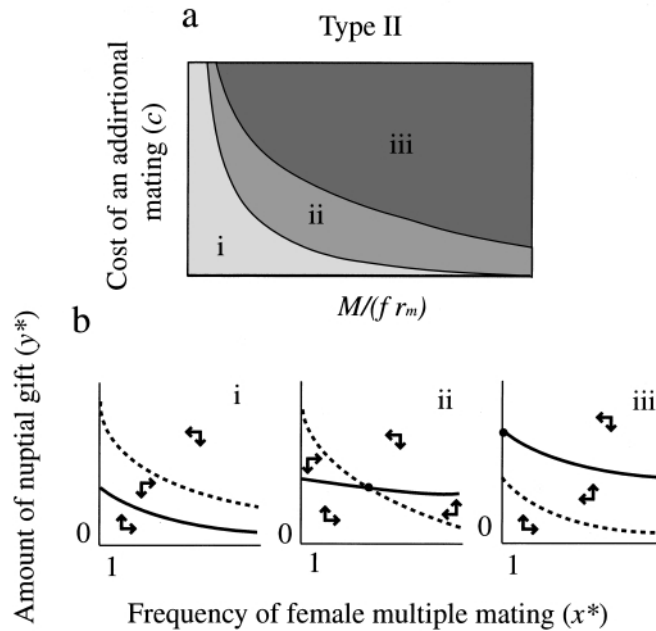 a
Type II
Cost of an addirtional
mating (c)
iii
ii
i
M/(f rm)
b
Amount of nuptial gift (y*)
i
ii
iii
0
0
0
1
1
1
Frequency of female multiple mating (x*)